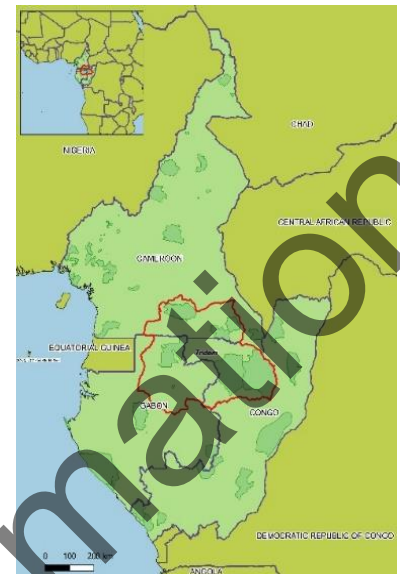 CHAD
NIGERIA
CENTRAL AFRICAN REPUBLIC
CAMEROON
EQUATORIAL GUINEA
GABON
CONGO
DEMOCRATIC REPUBLIC OF CONGO
0 100 200 km
ANGOLA
mation